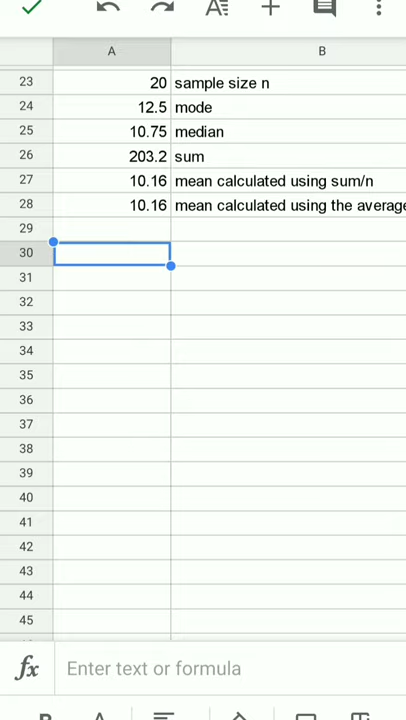 A B
23 20 sample size n
24 12.5 mode
25 10.75 median
26 203.2 sum
27 10.16 mean calculated using sum/n
28 10.16 mean calculated using the average
29
30
31
32
33
34
35
36
37
38
39
40
41
42
43
44
45
fx Enter text or formula